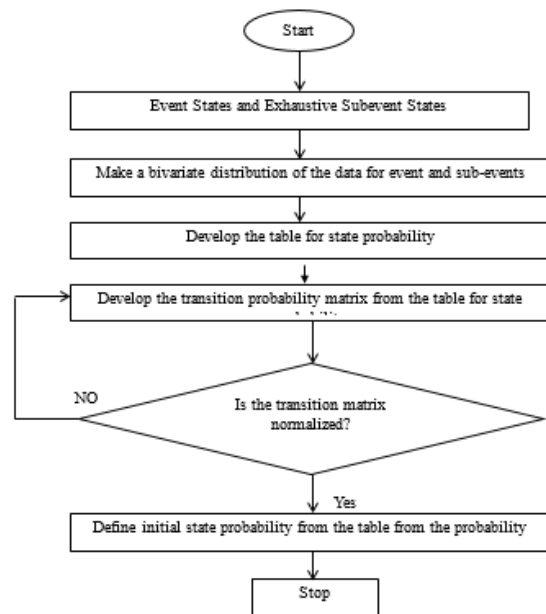 Start
Event States and Exhaustive Subevent States
Make a bivariate distribution of the data for event and sub-events
Develop the table for state probability
Develop the transition probability matrix from the table for state
NO
Is the transition matrix
normalized?
Yes
Define initial state probability from the table from the probability
Stop